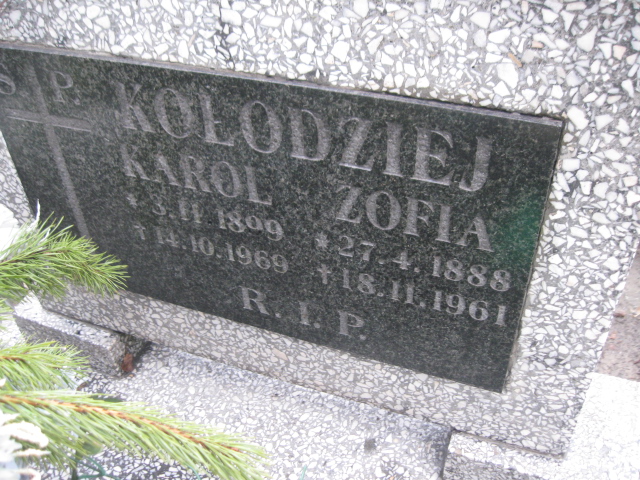 S. P. KOŁODZIEJ
KAROL ZOFIA
* 3.11.1899 * 27.4.1888
† 14.10.1969 † 18.11.1961
R. I. P.